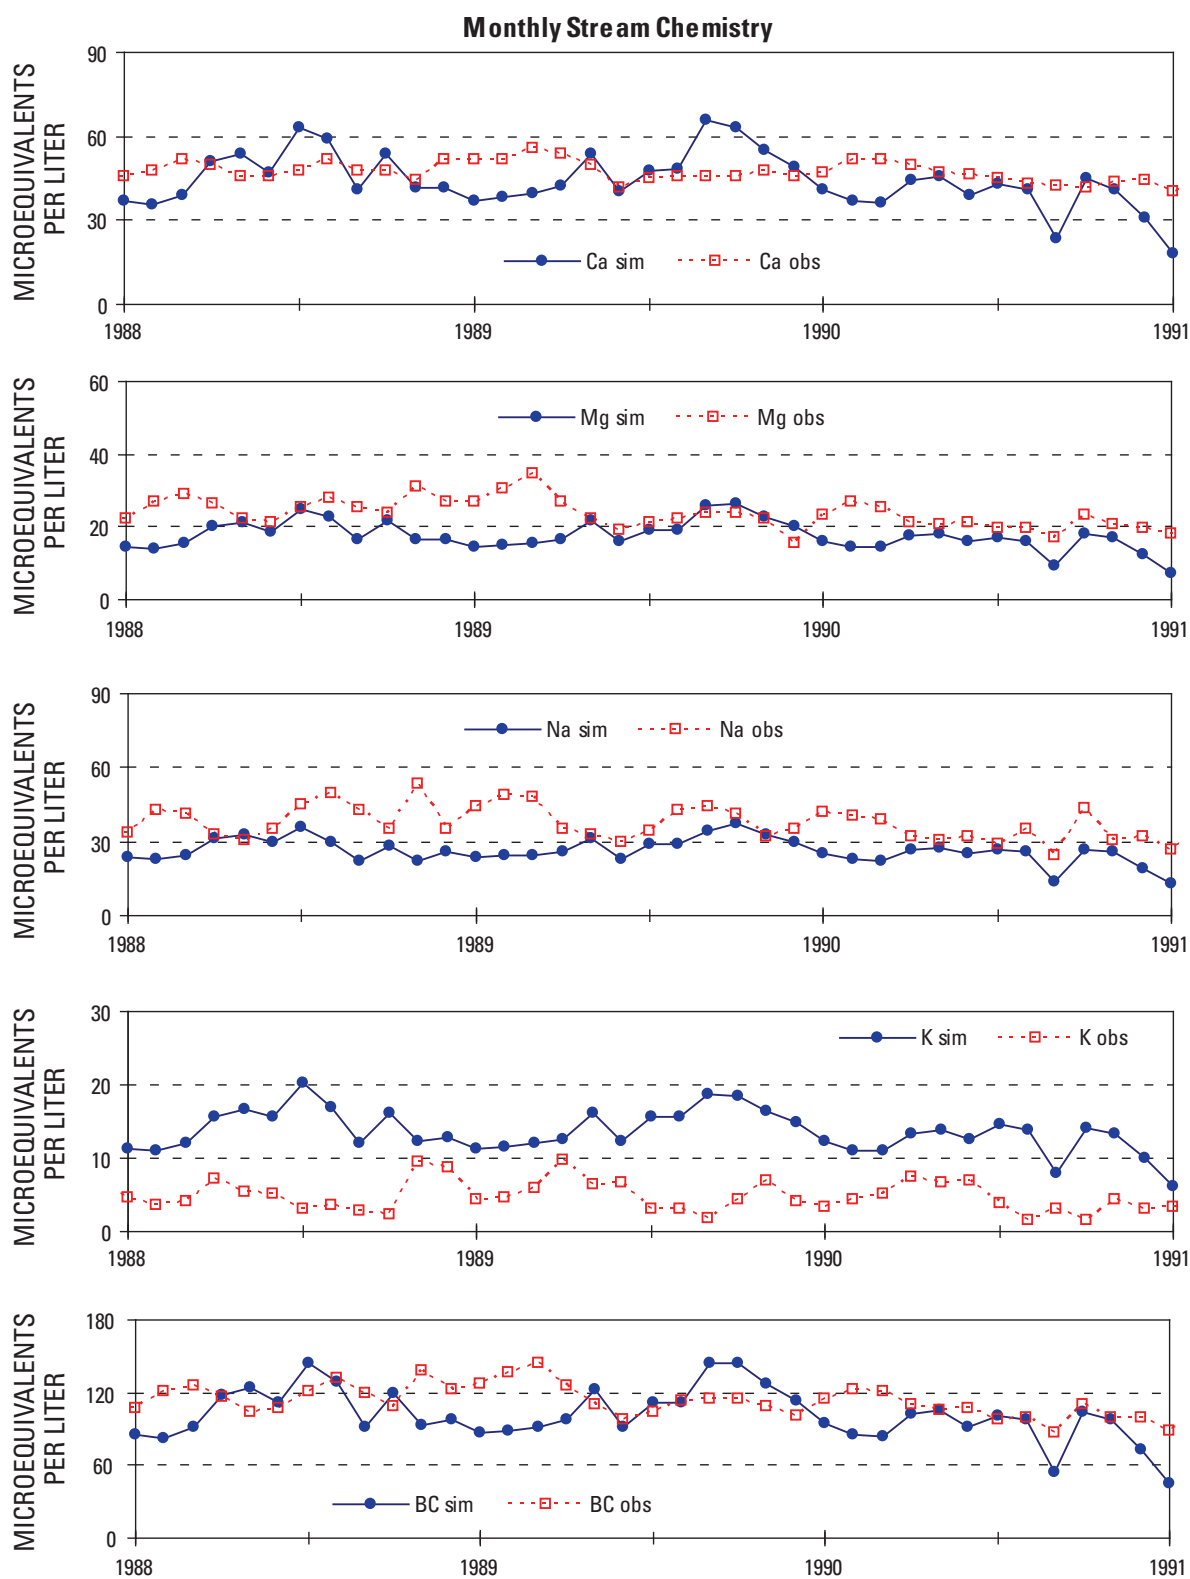 Monthly Stream Chemistry
MICROEQUIVALENTS
PER LITER
90
60
30
0
Ca sim
Ca obs
1988
1989
1990
1991
MICROEQUIVALENTS
PER LITER
60
40
20
0
Mg sim
Mg obs
1988
1989
1990
1991
MICROEQUIVALENTS
PER LITER
90
60
30
0
Na sim
Na obs
1988
1989
1990
1991
MICROEQUIVALENTS
PER LITER
30
20
10
0
K sim
K obs
1988
1989
1990
1991
MICROEQUIVALENTS
PER LITER
180
120
60
0
BC sim
BC obs
1988
1989
1990
1991